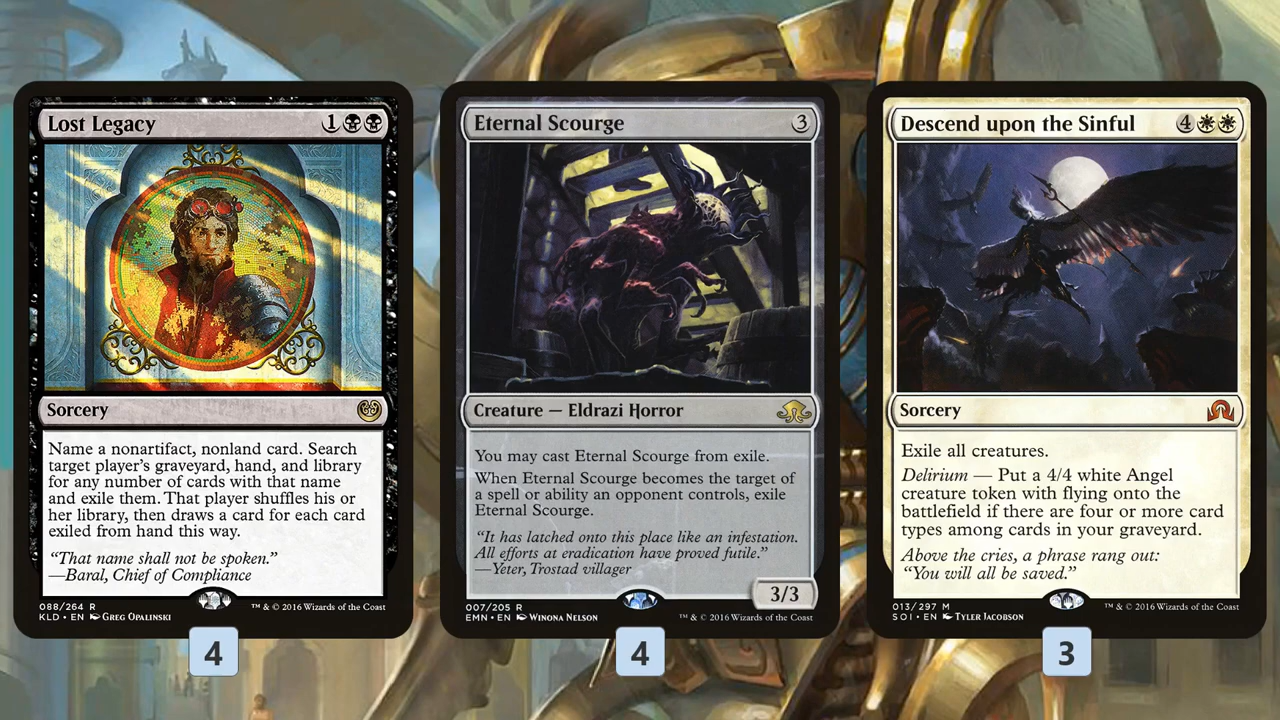 Lost Legacy 1
Sorcery
Name a nonartifact, nonland card. Search
target player's graveyard, hand, and library
for any number of cards with that name
and exile them. That player shuffles his or
her library, then draws a card for each card
exiled from hand this way.
“That name shall not be spoken.”
—Baral, Chief of Compliance
088/264 R
KLD • EN Greg Opalinski
™ & © 2016 Wizards of the Coast
4
Eternal Scourge 3
Creature — Eldrazi Horror
You may cast Eternal Scourge from exile.
When Eternal Scourge becomes the target of
a spell or ability an opponent controls, exile
Eternal Scourge.
“It has latched onto this place like an infestation.
All efforts at eradication have proved futile.”
—Yeter, Trostad villager
3/3
007/205 R
EMN • EN Winona Nelson
™ & © 2016 Wizards of the Coast
4
Descend upon the Sinful 4
Sorcery
Exile all creatures.
Delirium — Put a 4/4 white Angel
creature token with flying onto the
battlefield if there are four or more card
types among cards in your graveyard.
Above the cries, a phrase rang out:
“You will all be saved.”
013/297 M
SOI • EN Tyler Jacobson
™ & © 2016 Wizards of the Coast
3